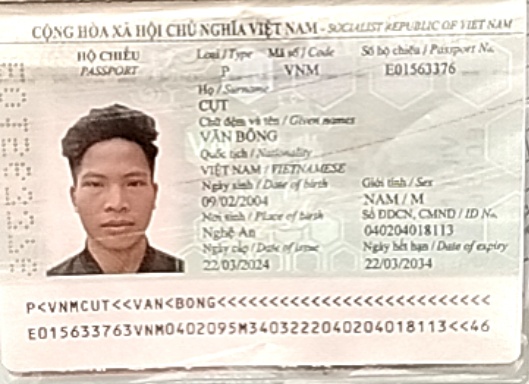 CỘNG HÒA XÃ HỘI CHỦ NGHĨA VIỆT NAM - SOCIALIST REPUBLIC OF VIET NAM
HỘ CHIẾU Loại / Type Mã số / Code Số hộ chiếu / Passport No.
PASSPORT P VNM E01563376
Họ / Surname
CỤT
Chữ đệm và tên / Given names
VĂN BÔNG
Quốc tịch / Nationality
VIỆT NAM / VIETNAMESE
Ngày sinh / Date of birth Giới tính / Sex
09/02/2004 NAM / M
Nơi sinh / Place of birth Số ĐDCN, CMND / ID No.
Nghệ An 040204018113
Ngày cấp / Date of issue Ngày hết hạn / Date of expiry
22/03/2024 22/03/2034
P<VNMCUT<<VAN<BONG<<<<<<<<<<<<<<<<<<<<<<<<<<
E015633763VNM0402095M3403222040204018113<<46